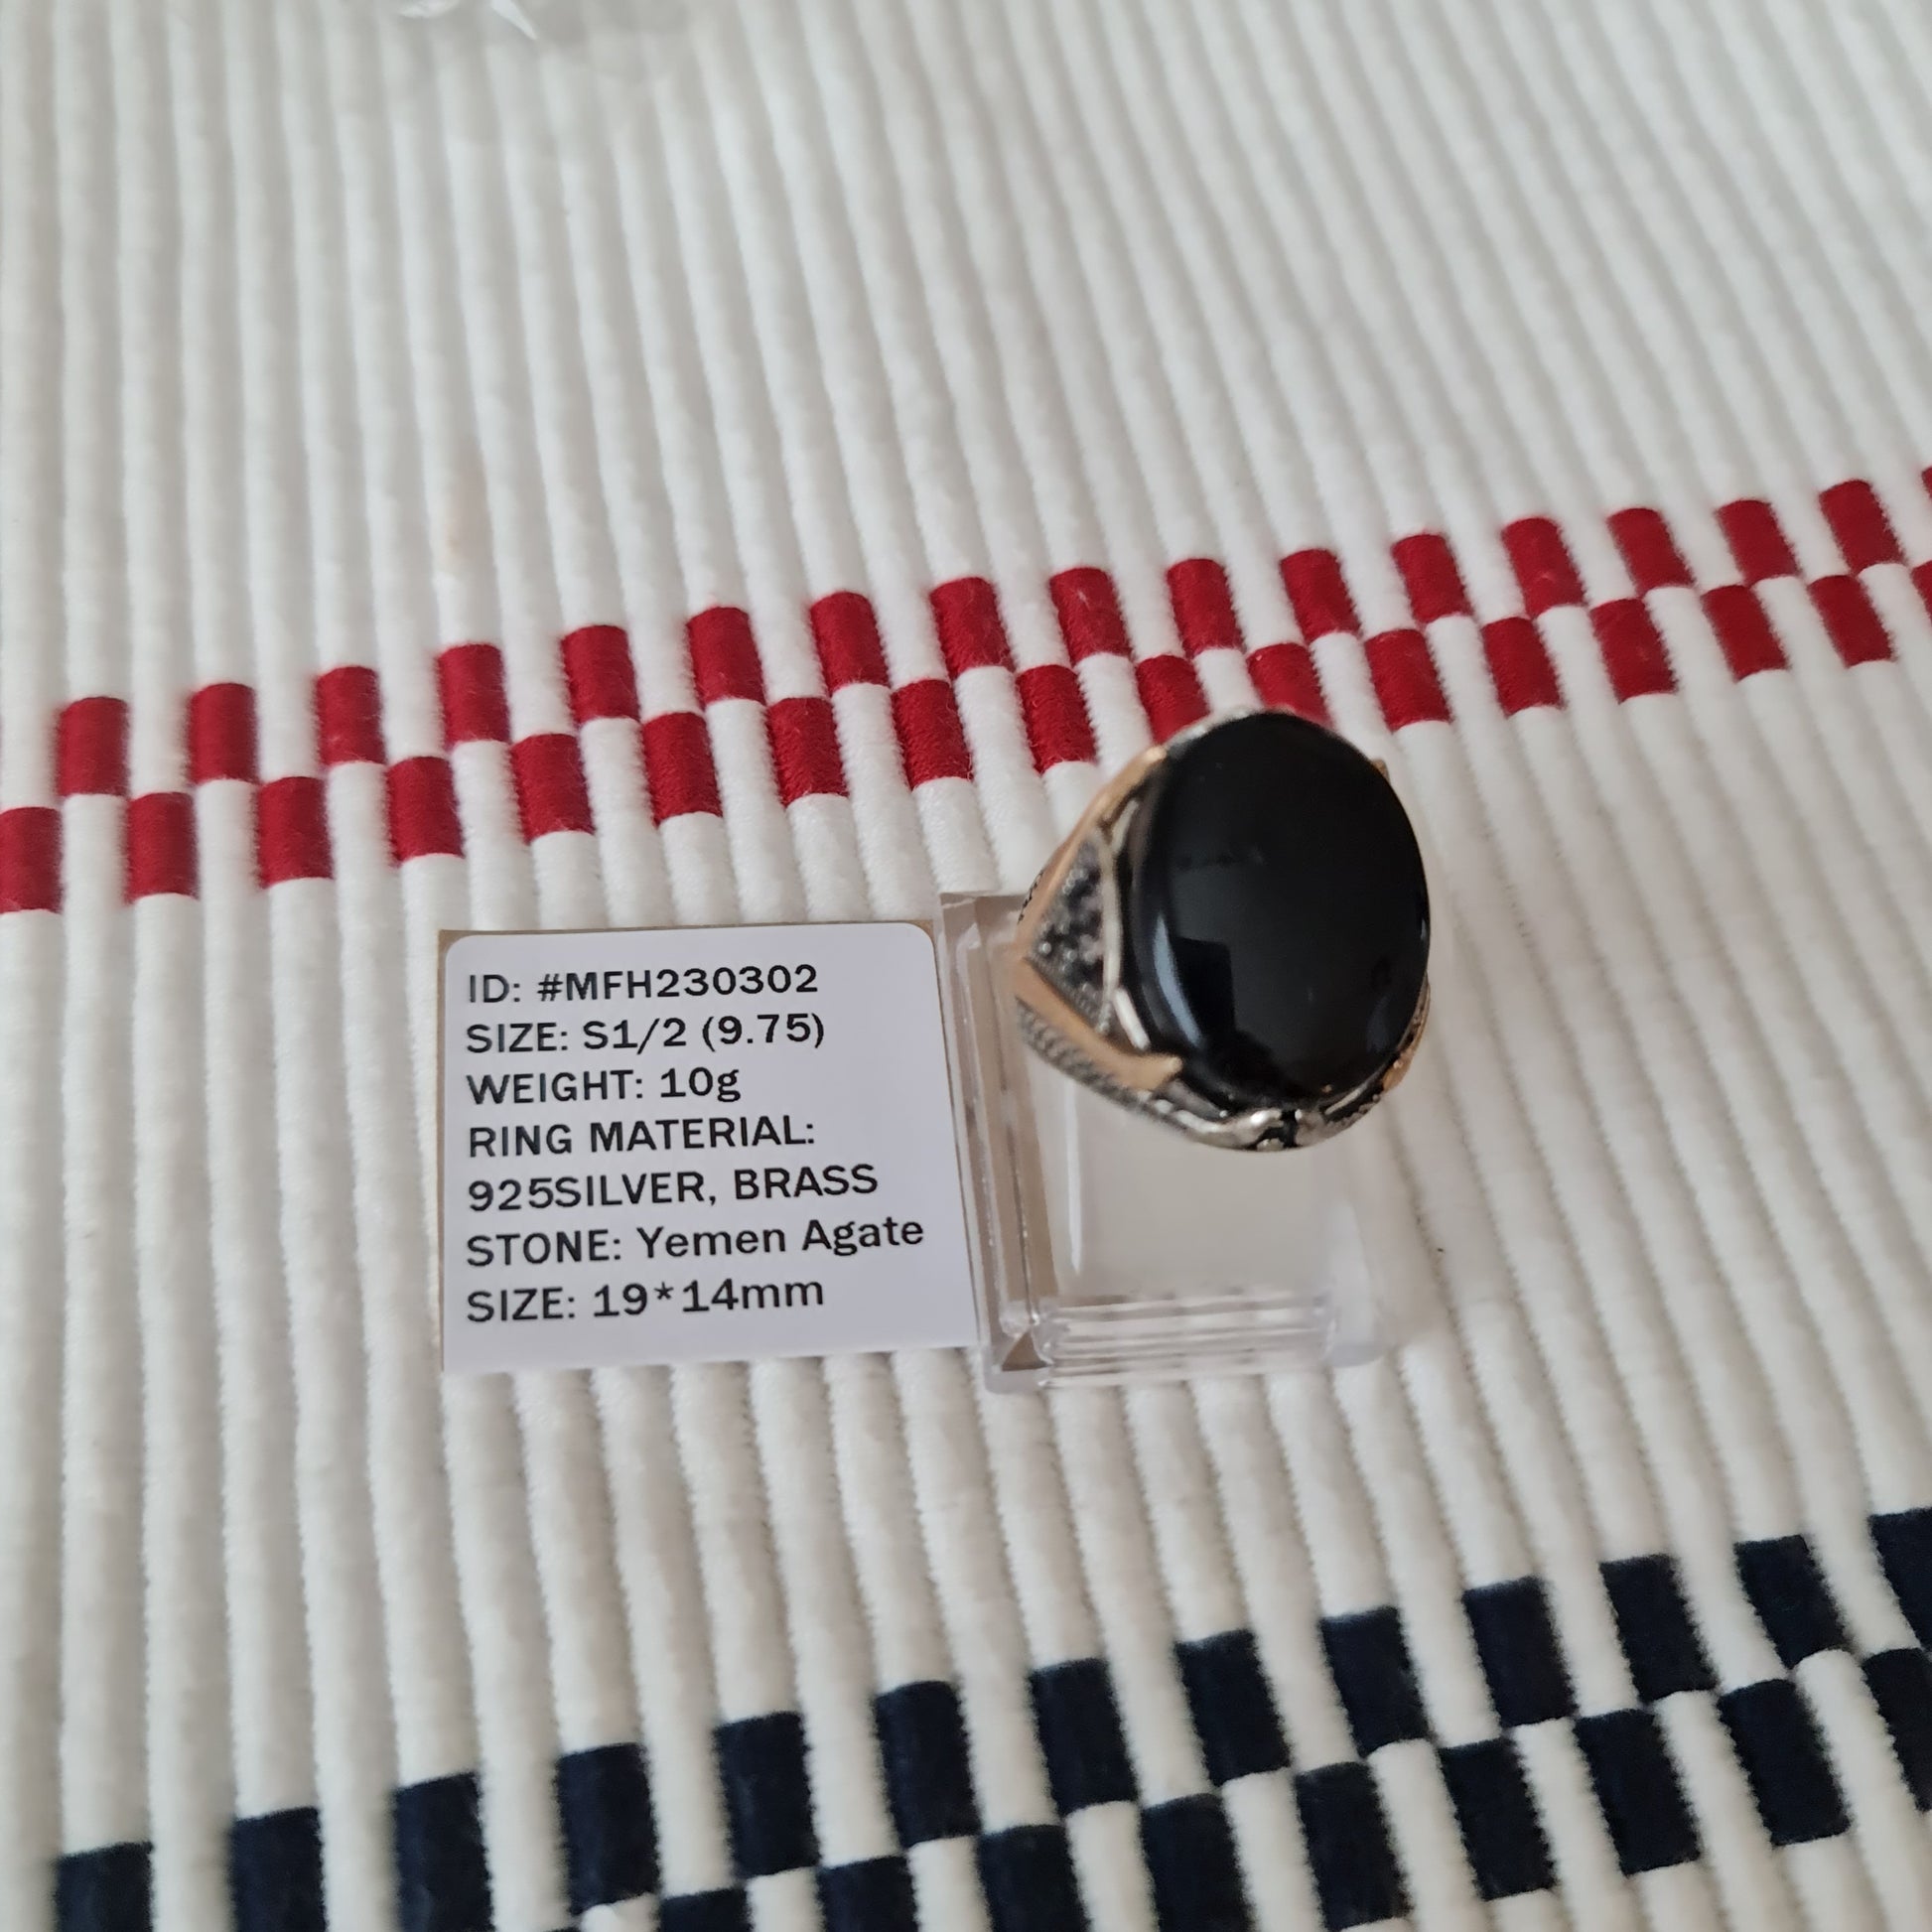 ID: #MFH230302
SIZE: S1/2 (9.75)
WEIGHT: 10g
RING MATERIAL:
925SILVER, BRASS
STONE: Yemen Agate
SIZE: 19*14mm